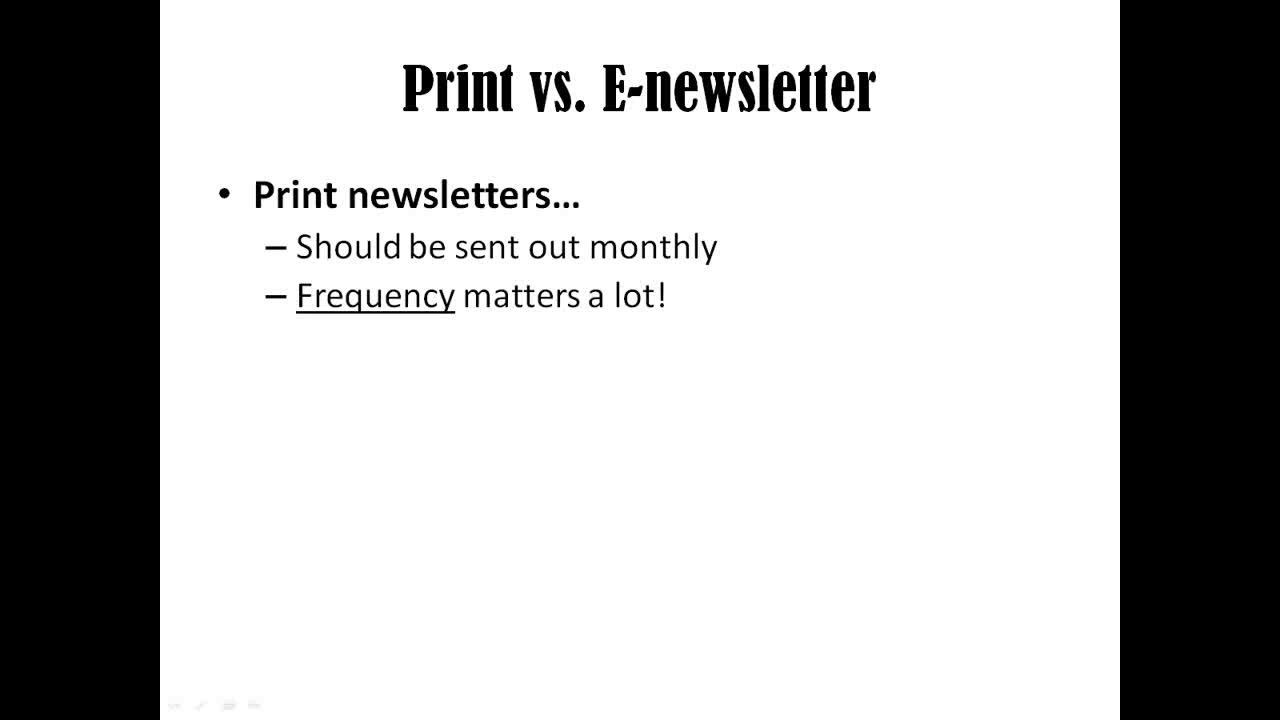 Print vs. E-newsletter
• Print newsletters…
– Should be sent out monthly
– Frequency matters a lot!